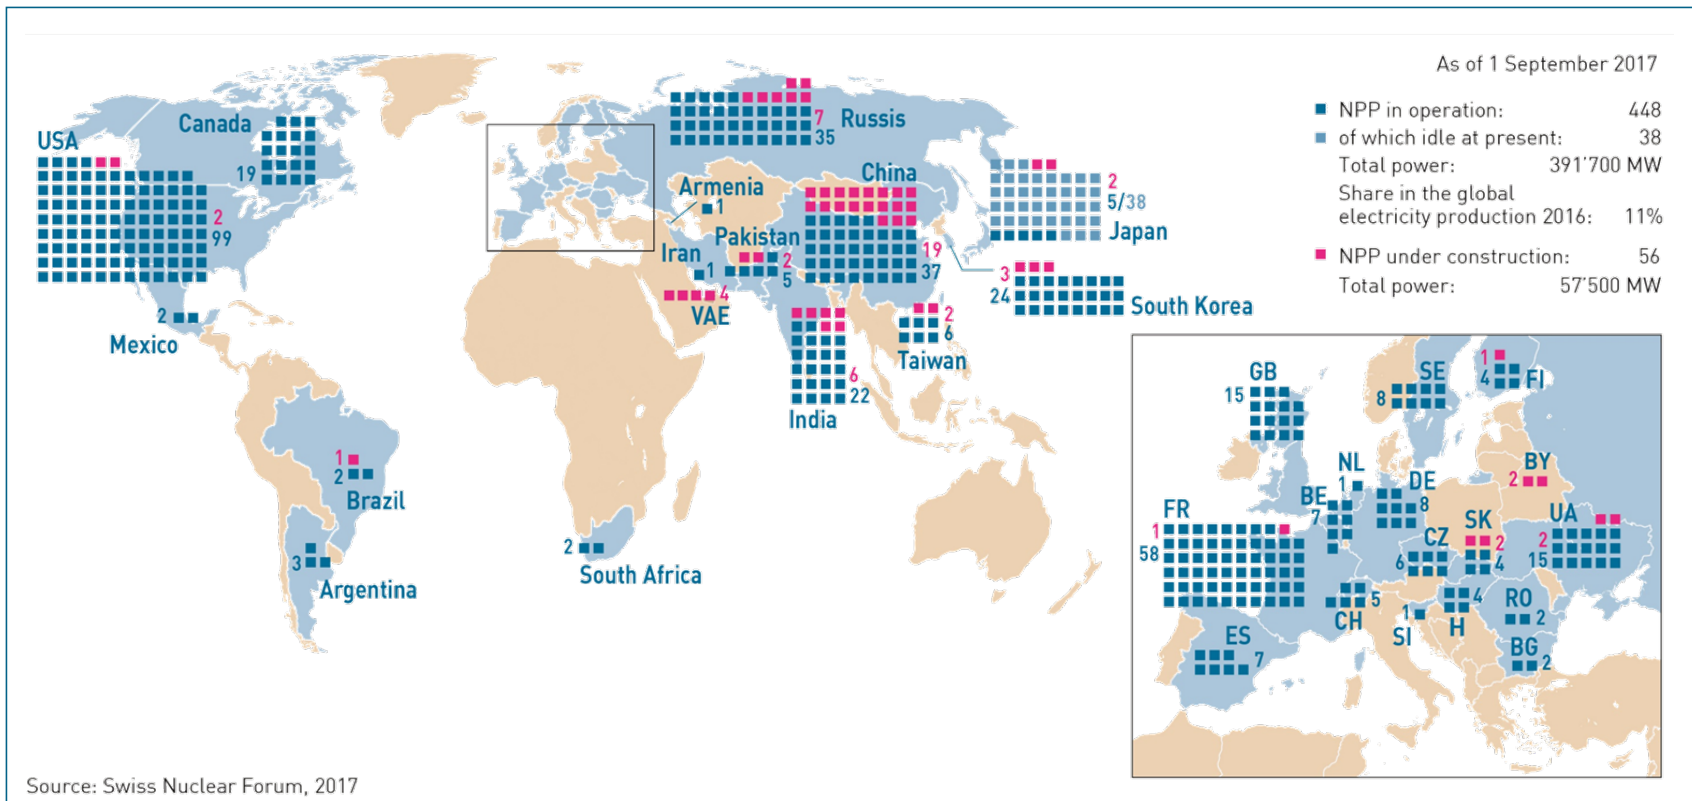 As of 1 September 2017
NPP in operation: 448
of which idle at present: 38
Total power: 391'700 MW
Share in the global
electricity production 2016: 11%
NPP under construction: 56
Total power: 57'500 MW
USA
2
99
Canada
19
Mexico
2
Brazil
1
2
Argentina
3
South Africa
2
Russis
7
35
Armenia
1
Iran
1
Pakistan
2
5
VAE
4
China
19
37
India
6
22
Taiwan
2
6
South Korea
3
24
Japan
2
5/38
GB
15
SE
8
FI
1
4
NL
1
BE
7
DE
8
BY
2
FR
1
58
CZ
6
SK
2
4
UA
2
15
CH
5
SI
1
H
4
RO
2
BG
2
ES
7
Source: Swiss Nuclear Forum, 2017